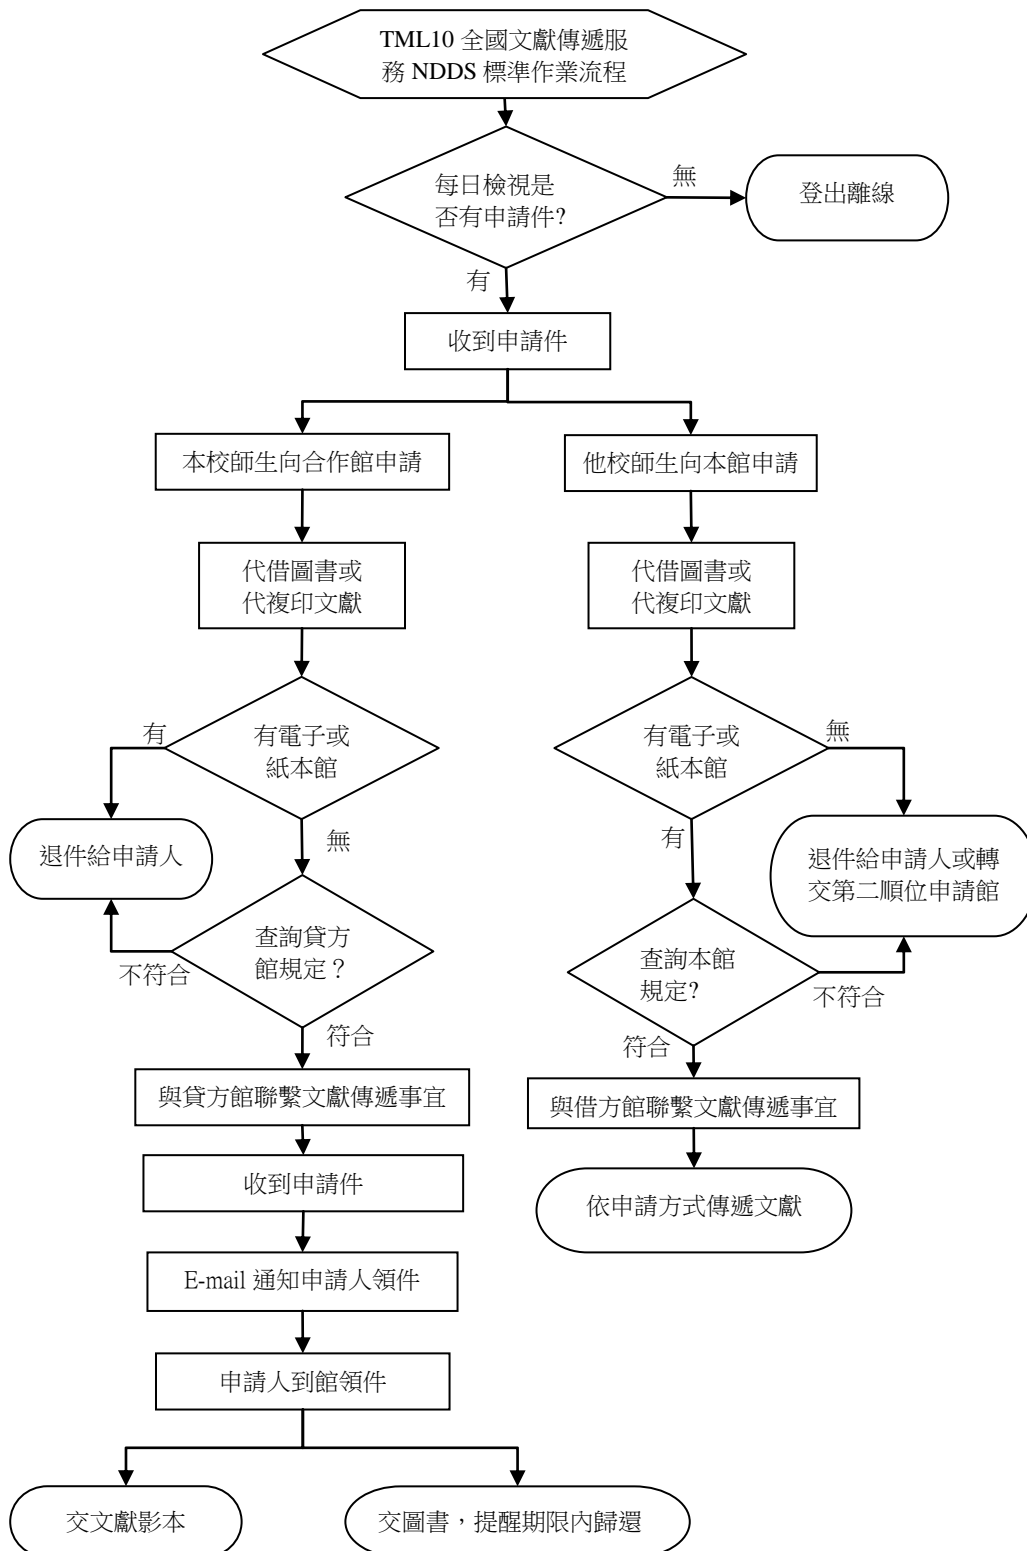 TML10 全國文獻傳遞服
務 NDDS 標準作業流程
每日檢視是
否有申請件?
無
登出離線
有
收到申請件
本校師生向合作館申請
他校師生向本館申請
代借圖書或
代複印文獻
代借圖書或
代複印文獻
有
有電子或
紙本館
有電子或
紙本館
無
退件給申請人
無
有
退件給申請人或轉
交第二順位申請館
查詢貸方
館規定？
不符合
查詢本館
規定?
不符合
符合
符合
與貸方館聯繫文獻傳遞事宜
與借方館聯繫文獻傳遞事宜
收到申請件
依申請方式傳遞文獻
E-mail 通知申請人領件
申請人到館領件
交文獻影本
交圖書，提醒期限內歸還